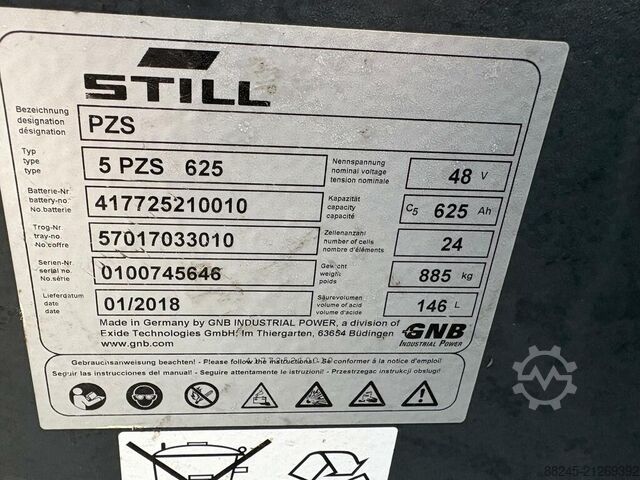 STILL
Bezeichnung
designation
désignation
PZS
Typ
type
type
5 PZS 625
Nennspannung
nominal voltage
tension nominale
48 V
Batterie-Nr.
battery-no.
No.batterie
417725210010
Kapazität
capacity
capacité
C5 625 Ah
Trog-Nr.
tray-no.
No.coffre
57017033010
Zellenanzahl
number of cells
nombre d'éléments
24
Serien-nr.
serial no.
No.série
0100745646
Gewicht
weight
poids
885 kg
Lieferdatum
date
date
01/2018
Säurevolumen
volume of acid
volume d'acide
146 L
Made in Germany by GNB INDUSTRIAL POWER, a division of
Exide Technologies GmbH; Im Thiergarten, 63654 Büdingen
www.gnb.com
GNB
INDUSTRIAL POWER
Gebrauchsanweisung beachten! - Please follow the instructions! - Se conformer à la notice d'emploi!
Seguir las instrucciones del manual! - Seguire attentamente le istruzioni! - Przestrzegac instrukcji obslugi
88245-21269392